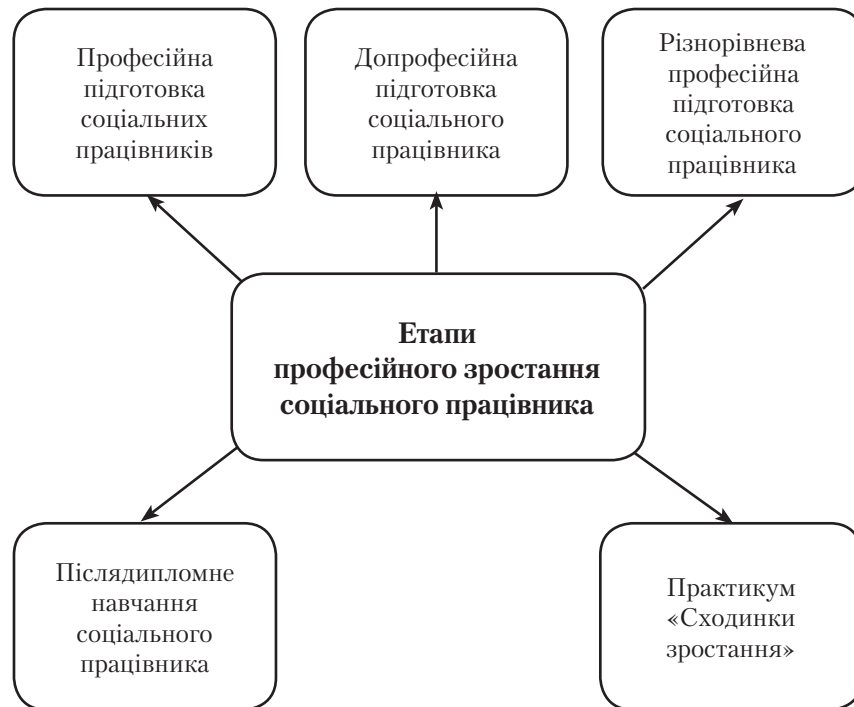 Професійна
підготовка
соціальних
працівників
Допрофесійна
підготовка
соціального
працівника
Різнорівнева
професійна
підготовка
соціального
працівника
Етапи
професійного зростання
соціального працівника
Післядипломне
навчання
соціального
працівника
Практикум
«Сходинки
зростання»